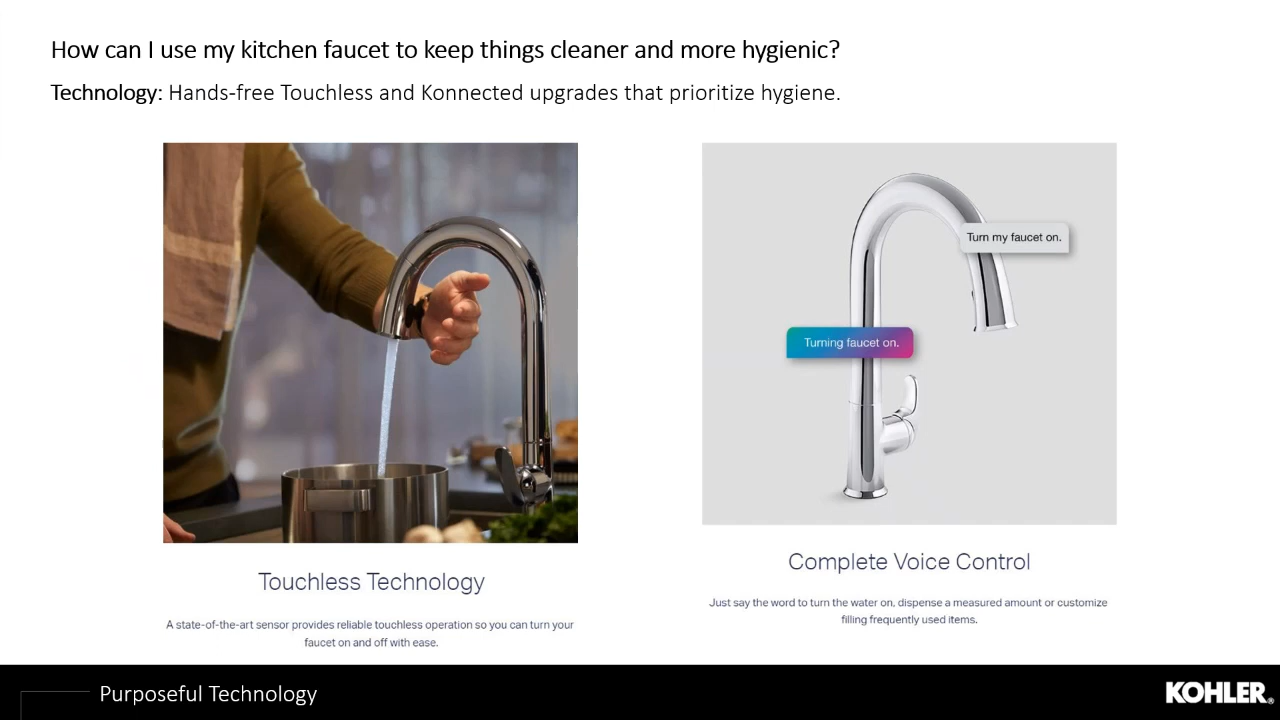 How can I use my kitchen faucet to keep things cleaner and more hygienic?
Technology: Hands-free Touchless and Konnected upgrades that prioritize hygiene.
Turn my faucet on.
Turning faucet on.
Touchless Technology
A state-of-the-art sensor provides reliable touchless operation so you can turn your
faucet on and off with ease.
Complete Voice Control
Just say the word to turn the water on, dispense a measured amount or customize
filling frequently used items.
Purposeful Technology
KOHLER®